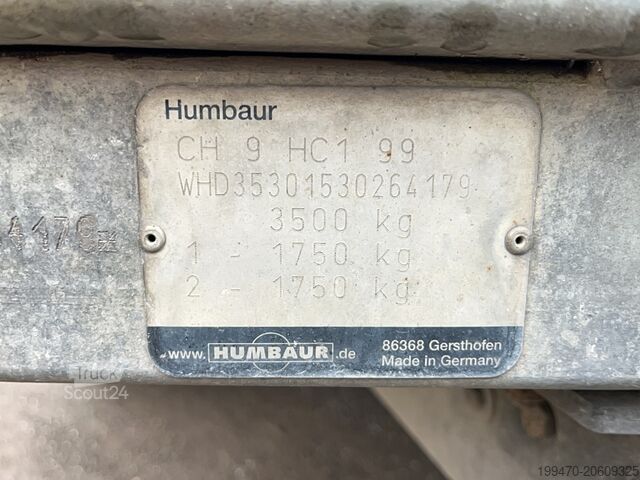 Humbaur
CH 9 HC1 99
WHD35301530264179
3500 kg
1 - 1750 kg
2 - 1750 kg
www. HUMBAUR .de
86368 Gersthofen
Made in Germany
Truck
Scout24
199470-20609325